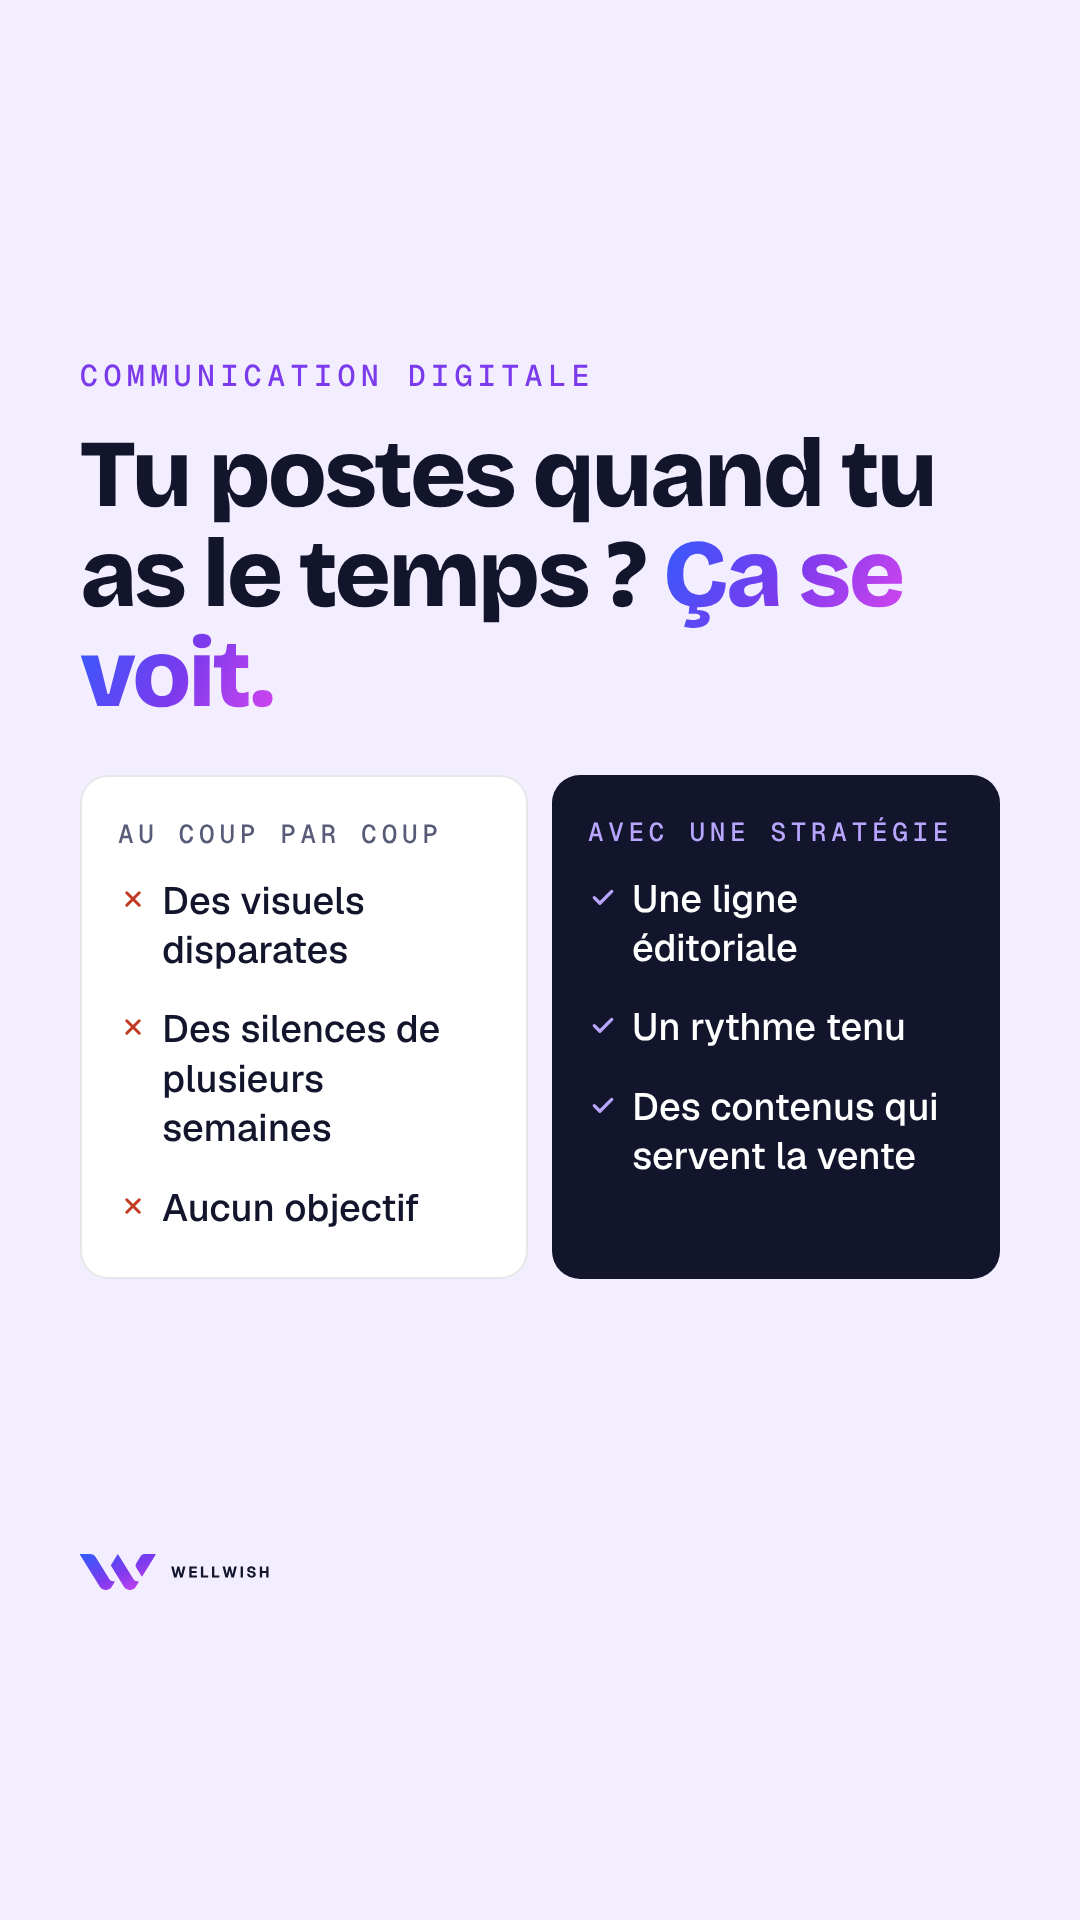 COMMUNICATION DIGITALE
Tu postes quand tu
as le temps ? Ça se
voit.
AU COUP PAR COUP
Des visuels
disparates
Des silences de
plusieurs
semaines
Aucun objectif
AVEC UNE STRATÉGIE
Une ligne
éditoriale
Un rythme tenu
Des contenus qui
servent la vente
WELLWISH